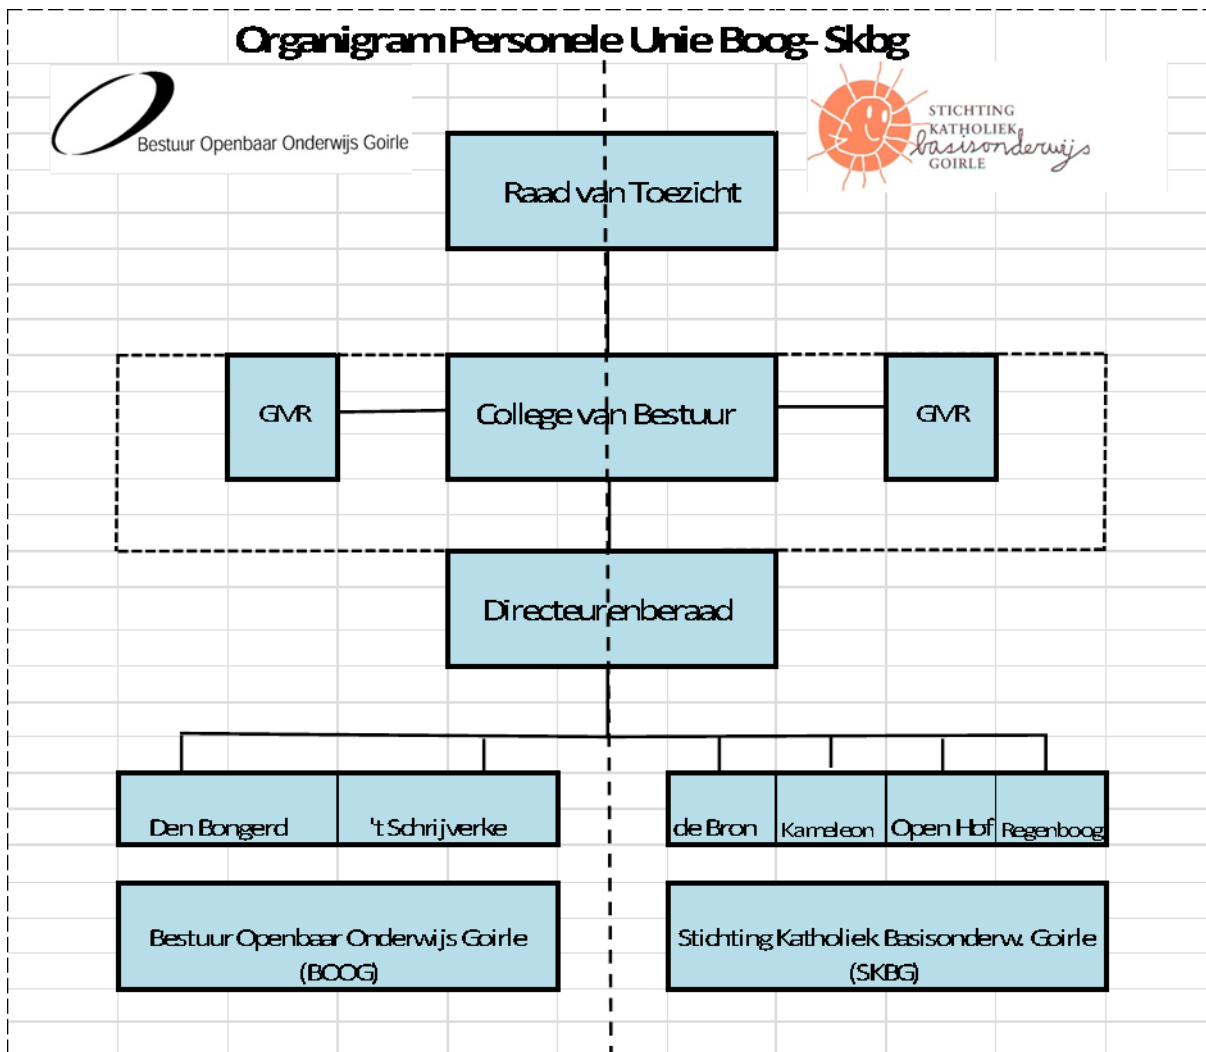 Organigram Personele Unie Boog- Skbg
Bestuur Openbaar Onderwijs Goirle
STICHTING
KATHOLIEK
basisonderwijs
GOIRLE
Raad van Toezicht
GMR
College van Bestuur
GMR
Directeurenberaad
Den Bongerd
't Schrijverke
de Bron
Kameleon
Open Hof
Regenboog
Bestuur Openbaar Onderwijs Goirle
(BOOG)
Stichting Katholiek Basisonderw. Goirle
(SKBG)